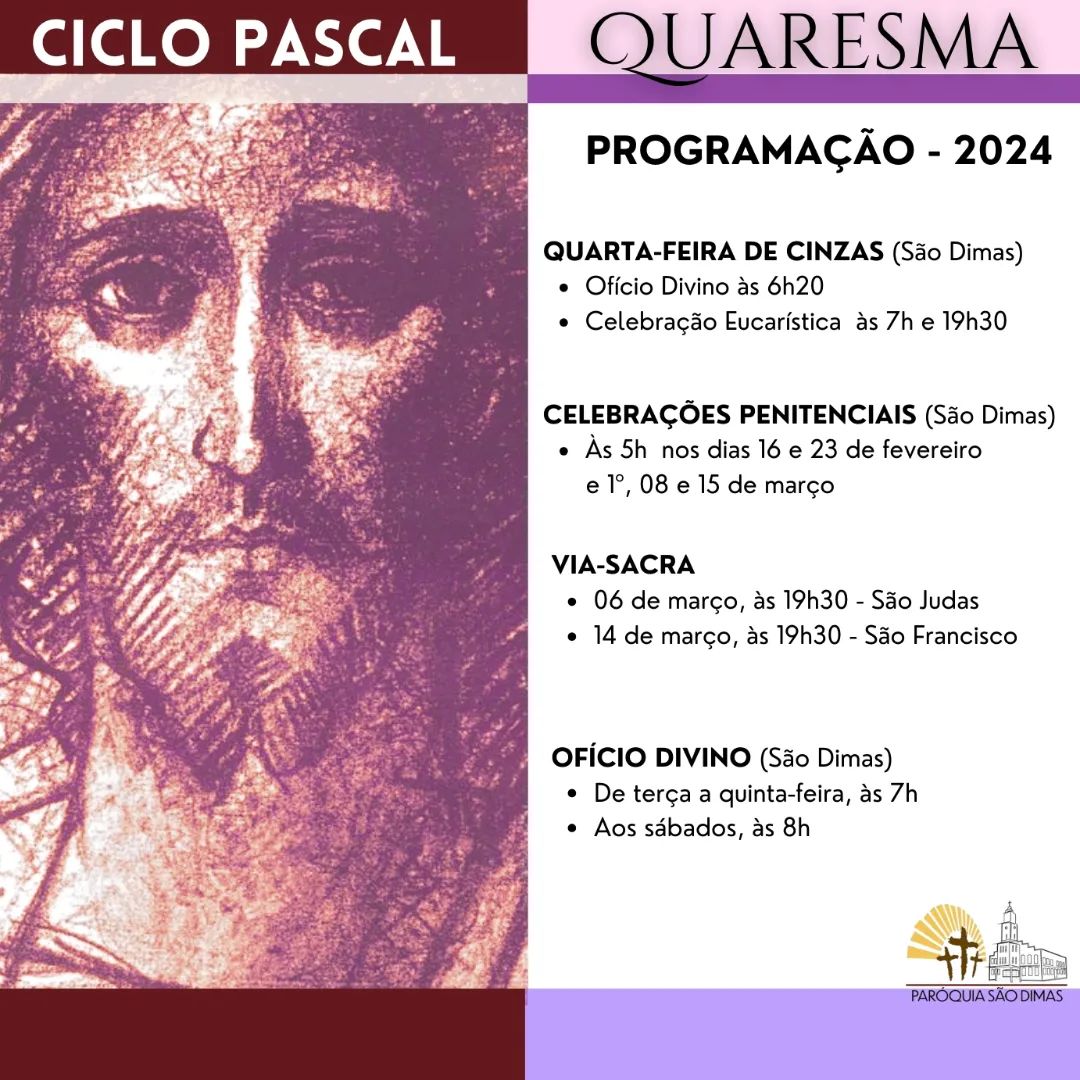 CICLO PASCAL
QUARESMA
PROGRAMAÇÃO - 2024
QUARTA-FEIRA DE CINZAS (São Dimas)
• Ofício Divino às 6h20
• Celebração Eucarística às 7h e 19h30
CELEBRAÇÕES PENITENCIAIS (São Dimas)
• Às 5h nos dias 16 e 23 de fevereiro
e 1º, 08 e 15 de março
VIA-SACRA
• 06 de março, às 19h30 - São Judas
• 14 de março, às 19h30 - São Francisco
OFÍCIO DIVINO (São Dimas)
• De terça a quinta-feira, às 7h
• Aos sábados, às 8h
PARÓQUIA SÃO DIMAS